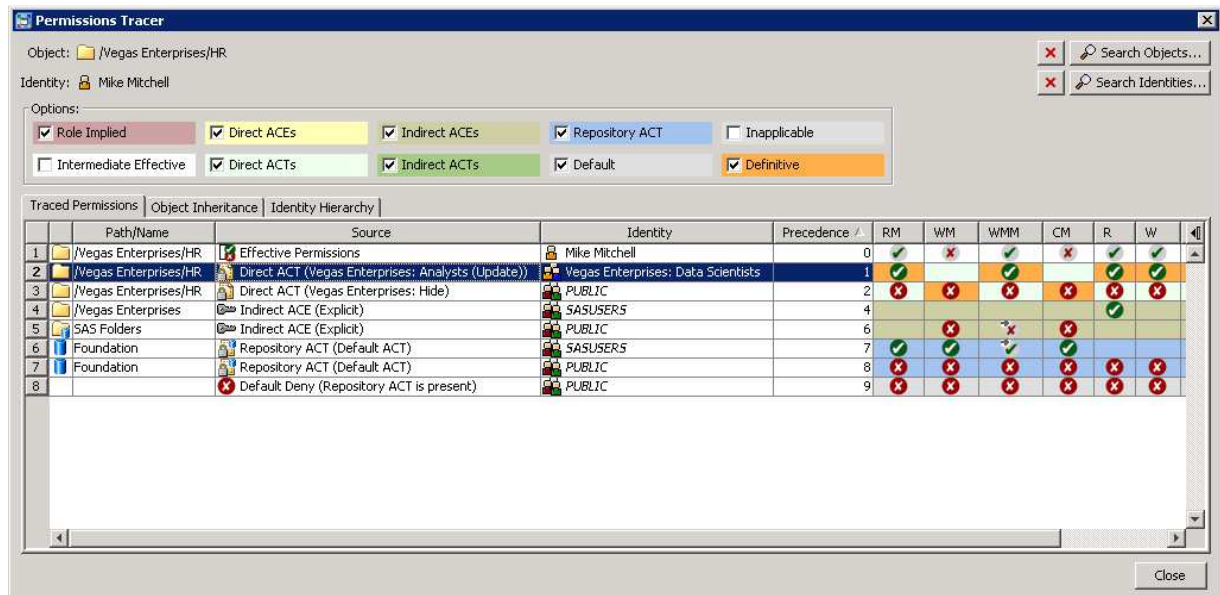 Permissions Tracer
Object: /Vegas Enterprises/HR
Search Objects...
Identity: Mike Mitchell
Search Identities...
Options:
Role Implied Direct ACEs Indirect ACEs Repository ACT Inapplicable
Intermediate Effective Direct ACTs Indirect ACTs Default Definitive
Traced Permissions Object Inheritance Identity Hierarchy
Path/Name Source Identity Precedence RM WM WMM CM R W
1 /Vegas Enterprises/HR Effective Permissions Mike Mitchell 0
2 /Vegas Enterprises/HR Direct ACT (Vegas Enterprises: Analysts (Update)) Vegas Enterprises: Data Scientists 1
3 /Vegas Enterprises/HR Direct ACT (Vegas Enterprises: Hide) PUBLIC 2
4 /Vegas Enterprises Indirect ACE (Explicit) SASUSERS 4
5 SAS Folders Indirect ACE (Explicit) PUBLIC 6
6 Foundation Repository ACT (Default ACT) SASUSERS 7
7 Foundation Repository ACT (Default ACT) PUBLIC 8
8 Default Deny (Repository ACT is present) PUBLIC 9
Close